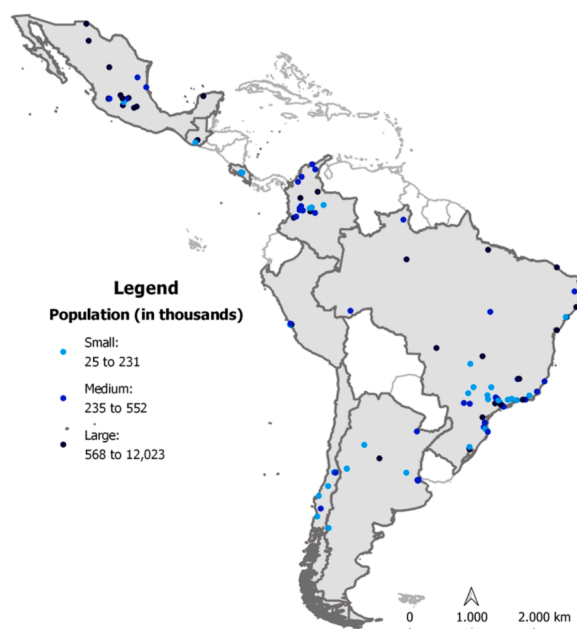 Legend
Population (in thousands)
Small:
25 to 231
Medium:
235 to 552
Large:
568 to 12,023
0 1.000 2.000 km